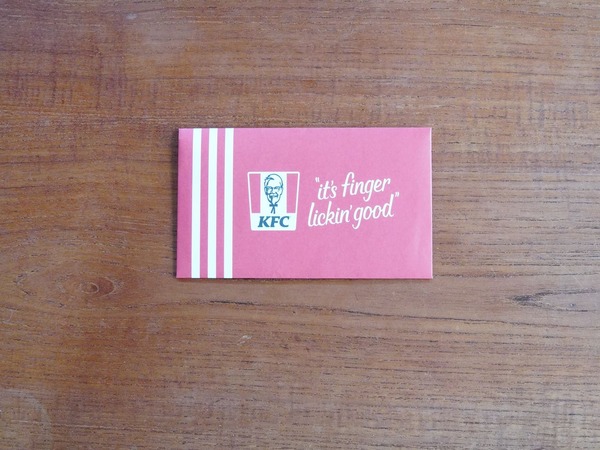 KFC
"it's finger
lickin' good"